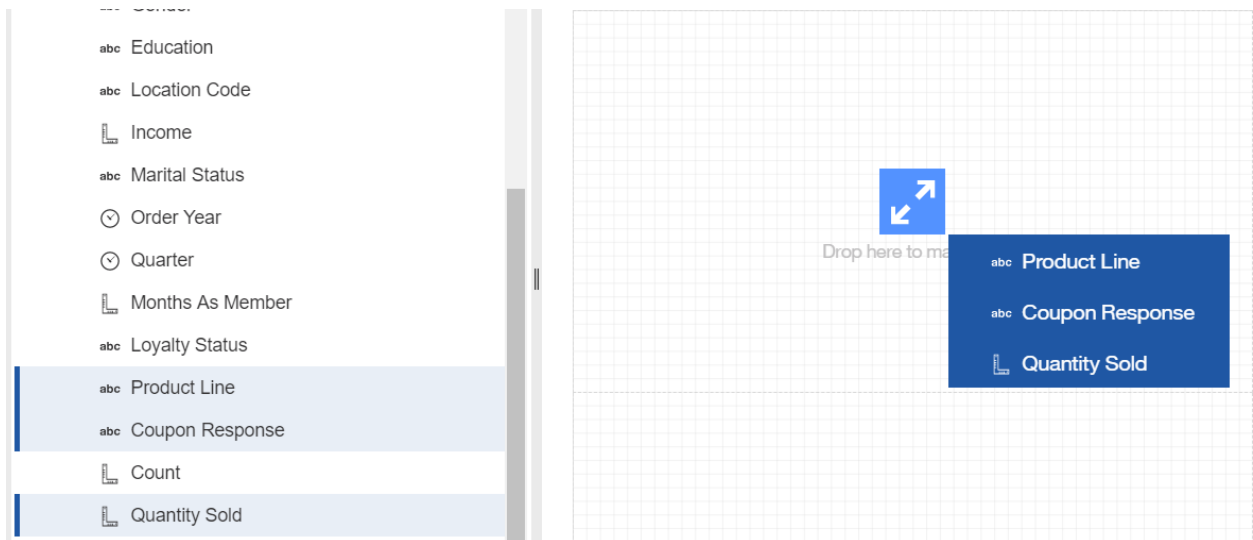 abc Gender
abc Education
abc Location Code
Income
abc Marital Status
Order Year
Quarter
Months As Member
abc Loyalty Status
abc Product Line
abc Coupon Response
Count
Quantity Sold
Drop here to ma
abc Product Line
abc Coupon Response
Quantity Sold